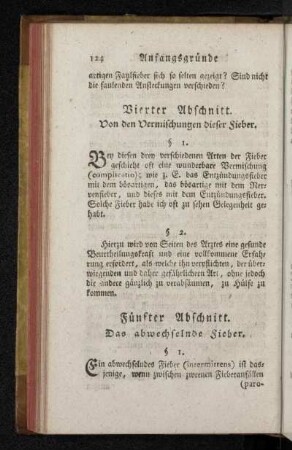 124 Anfangsgründe
artigen Faulfieber sich so selten gezeigt? Sind nicht
die faulenden Ansteckungen verschieden?
Vierter Abschnitt.
Von den Vermischungen dieser Fieber.
§ 1.
Bey diesen drey verschiedenen Arten der Fieber
geschieht oft eine wunderbare Vermischung
(complicatio); wie z. E. das Entzündungsfieber
mit dem bösartigen, das bösartige mit dem Ner-
venfieber, und dieses mit dem Entzündungsfieber.
Solche Fieber habe ich oft zu sehen Gelegenheit ge
habt.
§ 2.
Hierzu wird von Seiten des Arztes eine gesunde
Beurtheilungskraft und eine vollkommene Erfah-
rung erfordert, als welche ihn verpflichten, der über-
wiegenden und daher gefährlichern Art, ohne jedoch
die andere gänzlich zu verabsäumen, zu Hülfe zu
kommen.
Fünfter Abschnitt.
Das abwechselnde Fieber.
§ 1.
Ein abwechselndes Fieber (intermittens) ist das-
jenige, wenn zwischen zweenen Fieberanfällen
(paro-